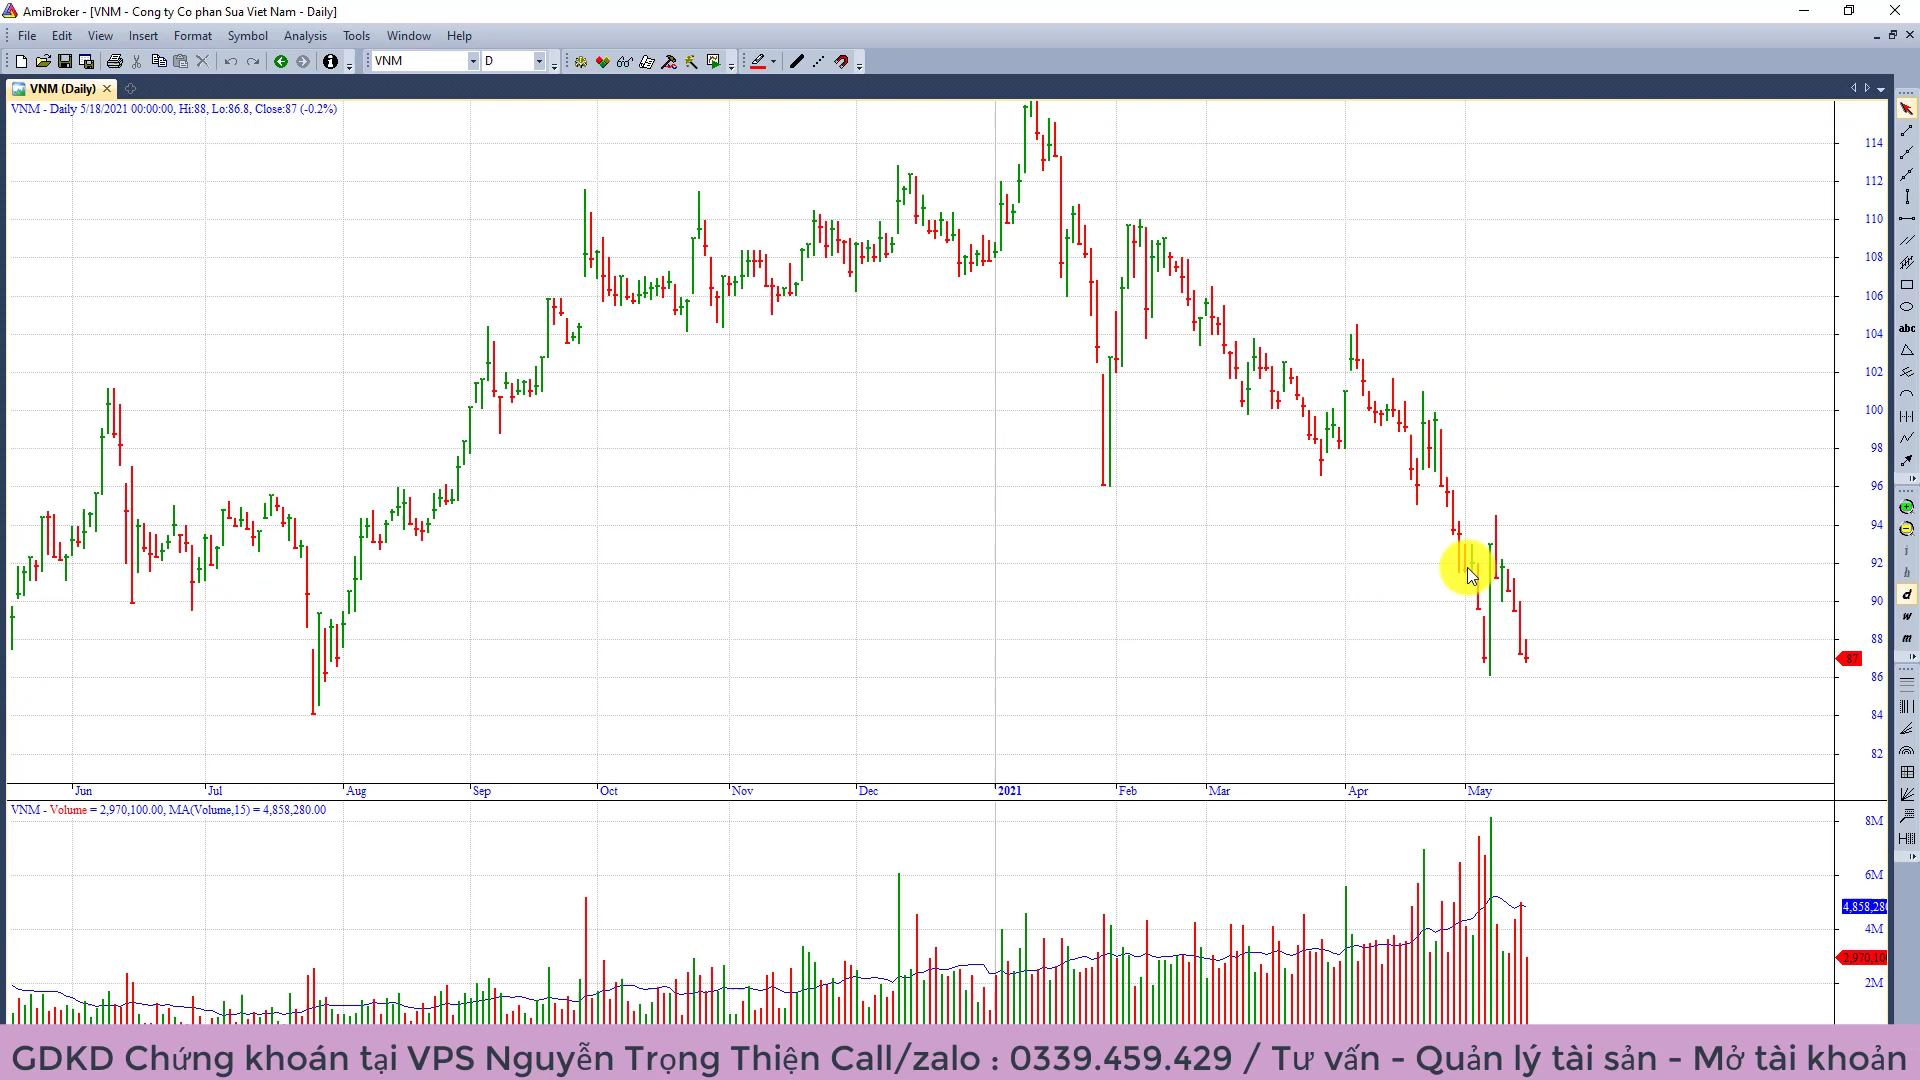 AmiBroker - [VNM - Cong ty Co phan Sua Viet Nam - Daily]
File Edit View Insert Format Symbol Analysis Tools Window Help
VNM D
VNM (Daily)
VNM - Daily 5/18/2021 00:00:00, Hi:88, Lo:86.8, Close:87 (-0.2%)
114
112
110
108
106
104
102
100
98
96
94
92
90
88
87
86
84
82
abc
i
h
d
w
m
Jun Jul Aug Sep Oct Nov Dec 2021 Feb Mar Apr May
VNM - Volume = 2,970,100.00, MA(Volume,15) = 4,858,280.00
8M
6M
4,858,280
4M
2,970,100
2M
GDKD Chứng khoán tại VPS Nguyễn Trọng Thiện Call/zalo : 0339.459.429 / Tư vấn - Quản lý tài sản - Mở tài khoản